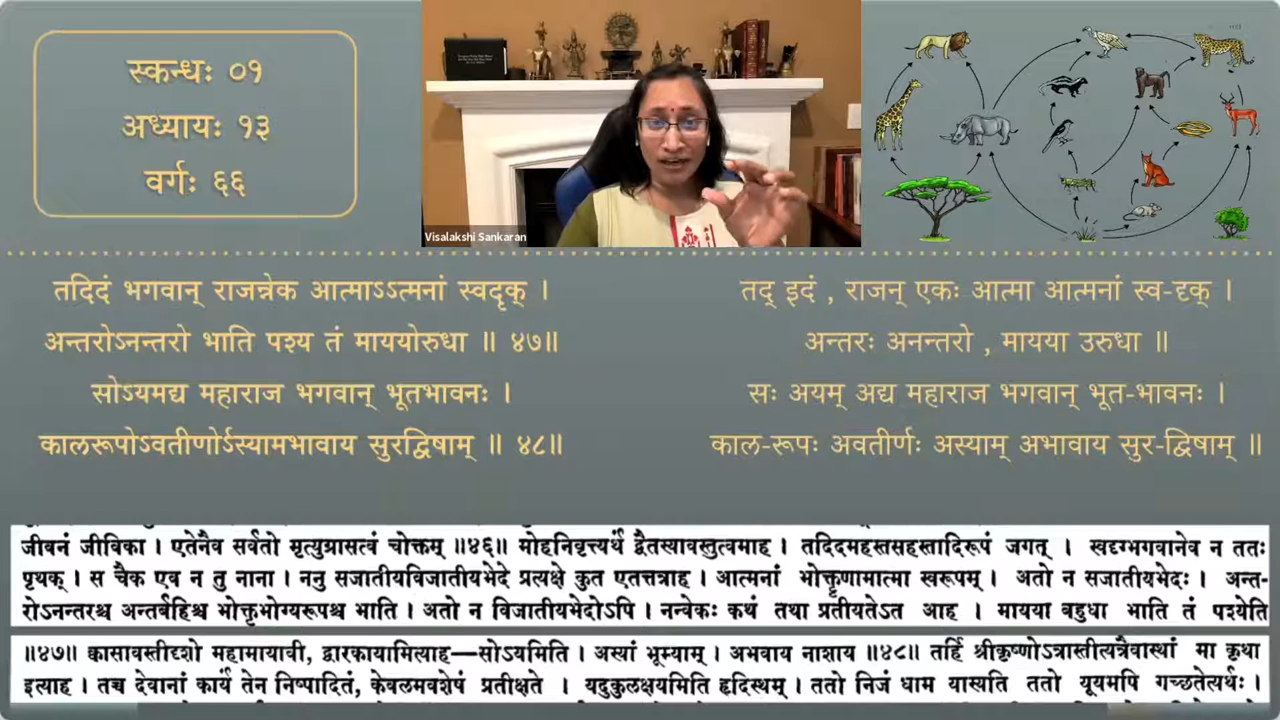 स्कन्धः ०१
अध्यायः १३
वर्गः ६६
Visalakshi Sankaran
तदिदं भगवान् राजन्नेक आत्माऽऽत्मनां स्वदृक् ।
अन्तरोऽनन्तरो भाति पश्य तं माययोरुधा ॥ ४७॥
सोऽयमद्य महाराज भगवान् भूतभावनः ।
कालरूपोऽवतीर्णोऽस्यामभावाय सुरद्विषाम् ॥ ४८॥
तद् इदं , राजन् एकः आत्मा आत्मनां स्व-दृक् ।
अन्तरः अनन्तरो , मायया उरुधा ॥
सः अयम् अद्य महाराज भगवान् भूत-भावनः ।
काल-रूपः अवतीर्णः अस्याम् अभावाय सुर-द्विषाम् ॥
जीवनं जीविका । एतेनैव सर्वतो मृत्युग्रासत्वं चोक्तम् ॥४६॥ मोहनिवृत्त्यर्थं द्वैतस्यावस्तुत्वमाह । तदिदमहस्तसहस्तादिरूपं जगत् । स्वदृग्भगवानेव न ततः
पृथक् । स चैक एव न तु नाना । ननु सजातीयविजातीयभेदे प्रत्यक्षे कुत एतत्तत्राह । आत्मनां भोक्तॄणामात्मा स्वरूपम् । अतो न सजातीयभेदः । अन्त-
रोऽनन्तरश्च अन्तर्बहिश्च भोक्तृभोग्यरूपश्च भाति । अतो न विजातीयभेदोऽपि । नन्वेकः कथं तथा प्रतीयतेऽत आह । मायया बहुधा भाति तं पश्येति
॥४७॥ क्वासावस्तीदृशो महामायावी, द्वारकायामित्याह—सोऽयमिति । अस्यां भूम्याम् । अभवाय नाशाय ॥४८॥ तर्हि श्रीकृष्णोऽत्रास्तीत्यत्रैवास्थां मा कृथा
इत्याह । तच्च देवानां कार्यं तेन निष्पादितं, केवलमवशेषं प्रतीक्षते । यदुकुलक्षयमिति हृदिस्थम् । ततो निजं धाम यास्यति ततो यूयमपि गच्छतेत्यर्थः ।